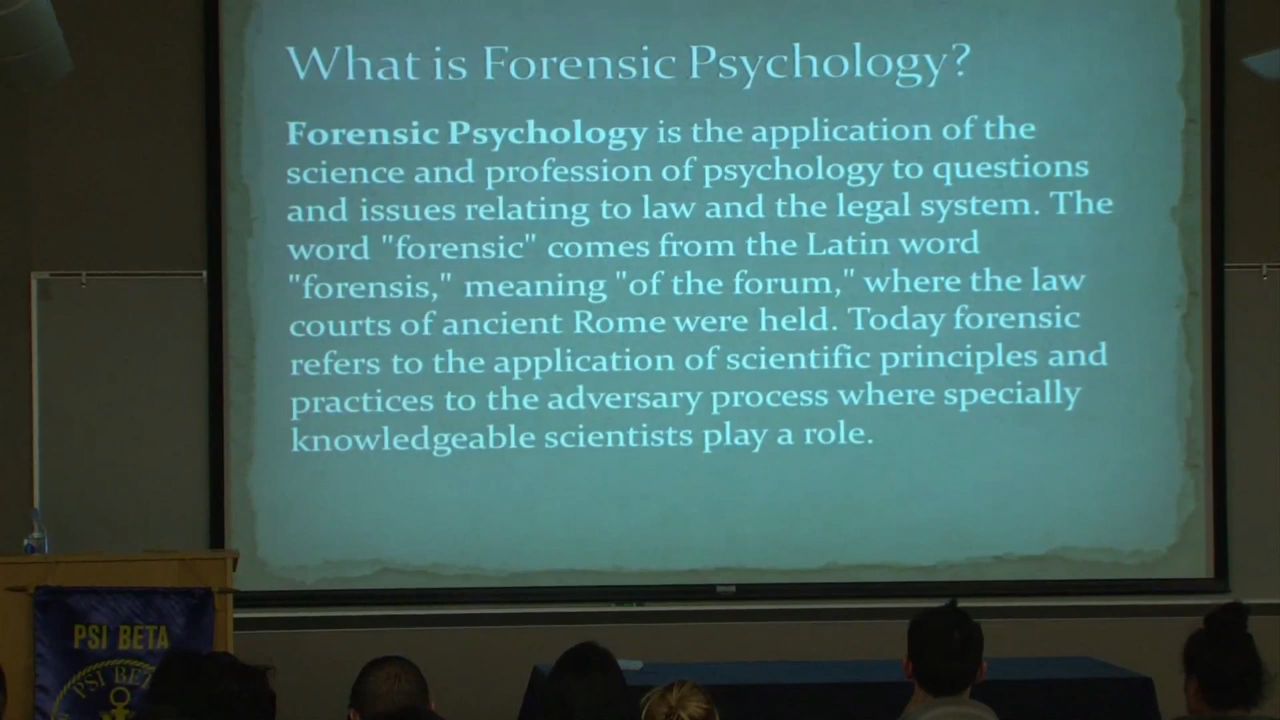 What is Forensic Psychology?
Forensic Psychology is the application of the
science and profession of psychology to questions
and issues relating to law and the legal system. The
word "forensic" comes from the Latin word
"forensis," meaning "of the forum," where the law
courts of ancient Rome were held. Today forensic
refers to the application of scientific principles and
practices to the adversary process where specially
knowledgeable scientists play a role.
PSI BETA
PSI BET